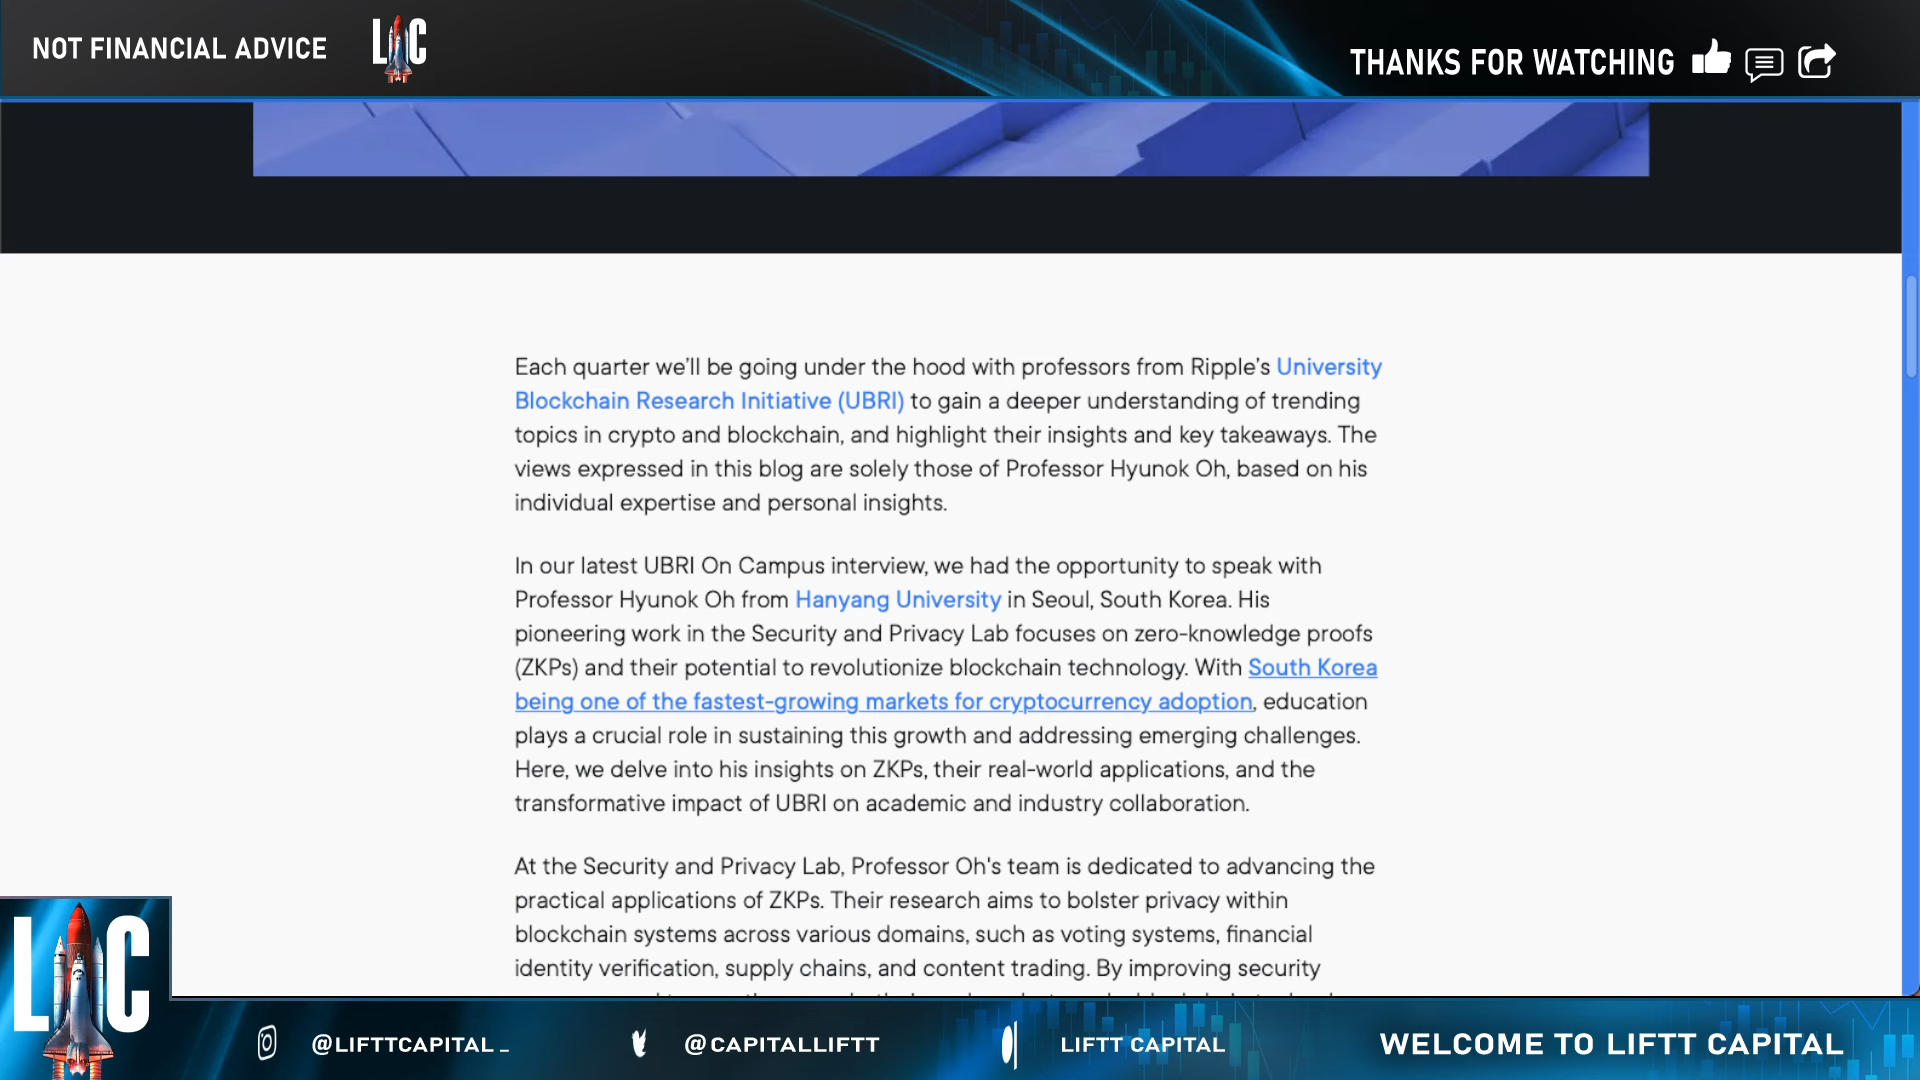 NOT FINANCIAL ADVICE
LC
THANKS FOR WATCHING
Each quarter we’ll be going under the hood with professors from Ripple’s University
Blockchain Research Initiative (UBRI) to gain a deeper understanding of trending
topics in crypto and blockchain, and highlight their insights and key takeaways. The
views expressed in this blog are solely those of Professor Hyunok Oh, based on his
individual expertise and personal insights.
In our latest UBRI On Campus interview, we had the opportunity to speak with
Professor Hyunok Oh from Hanyang University in Seoul, South Korea. His
pioneering work in the Security and Privacy Lab focuses on zero-knowledge proofs
(ZKPs) and their potential to revolutionize blockchain technology. With South Korea
being one of the fastest-growing markets for cryptocurrency adoption, education
plays a crucial role in sustaining this growth and addressing emerging challenges.
Here, we delve into his insights on ZKPs, their real-world applications, and the
transformative impact of UBRI on academic and industry collaboration.
At the Security and Privacy Lab, Professor Oh's team is dedicated to advancing the
practical applications of ZKPs. Their research aims to bolster privacy within
blockchain systems across various domains, such as voting systems, financial
identity verification, supply chains, and content trading. By improving security
LC
@LIFTTCAPITAL_
@CAPITALLIFTT
LIFTT CAPITAL
WELCOME TO LIFTT CAPITAL